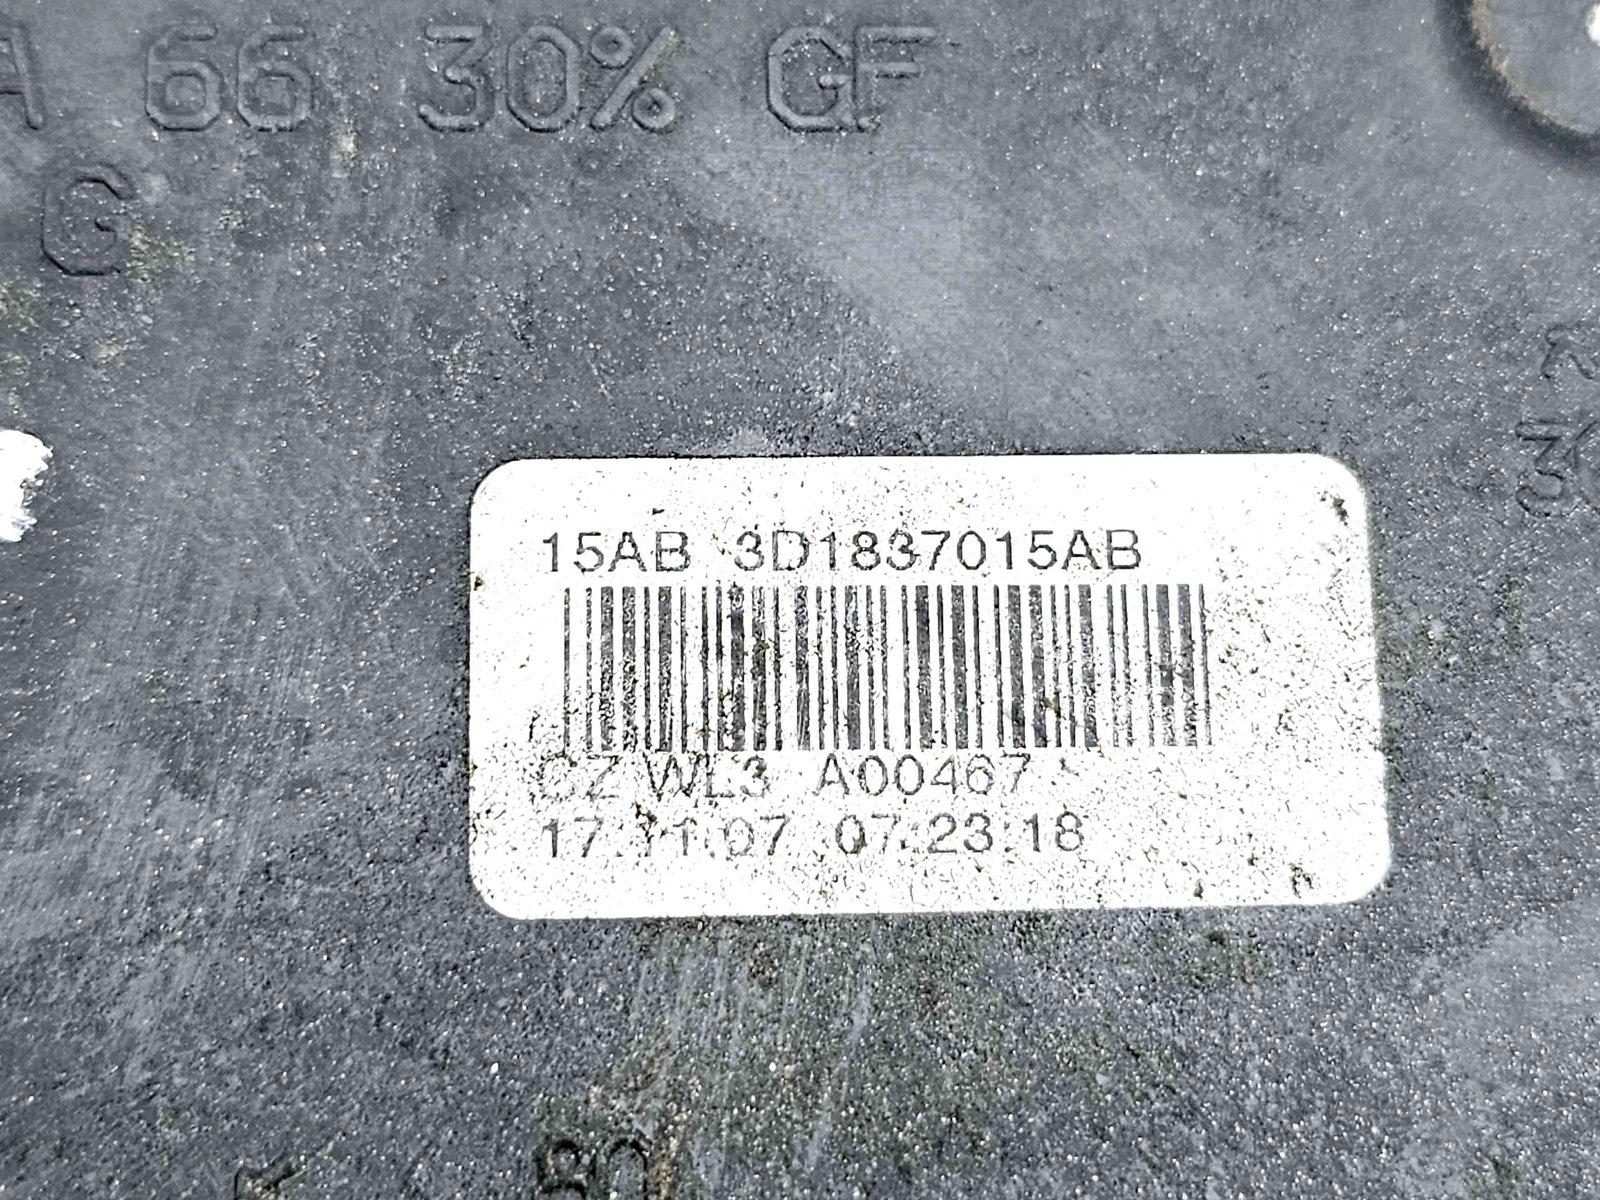 A 66 30% GF
G
15AB 3D1837015AB
CZ WL3 A00467
17.11.07 07:23:18